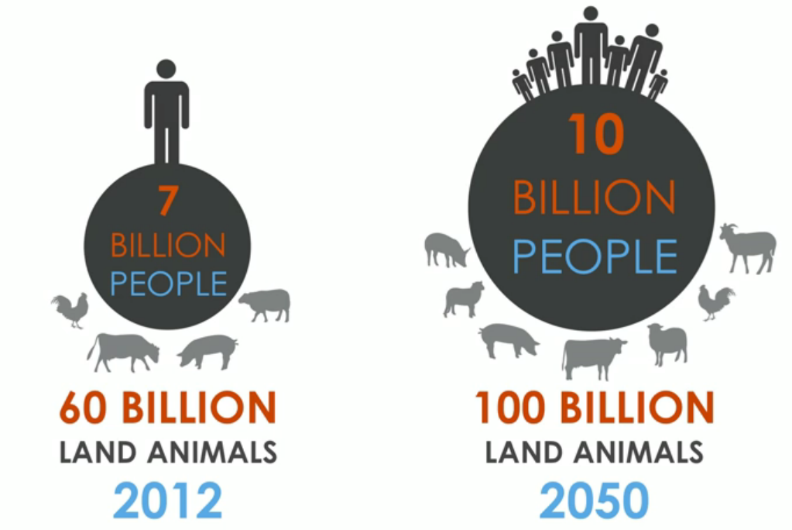 7
BILLION
PEOPLE
60 BILLION
LAND ANIMALS
2012
10
BILLION
PEOPLE
100 BILLION
LAND ANIMALS
2050